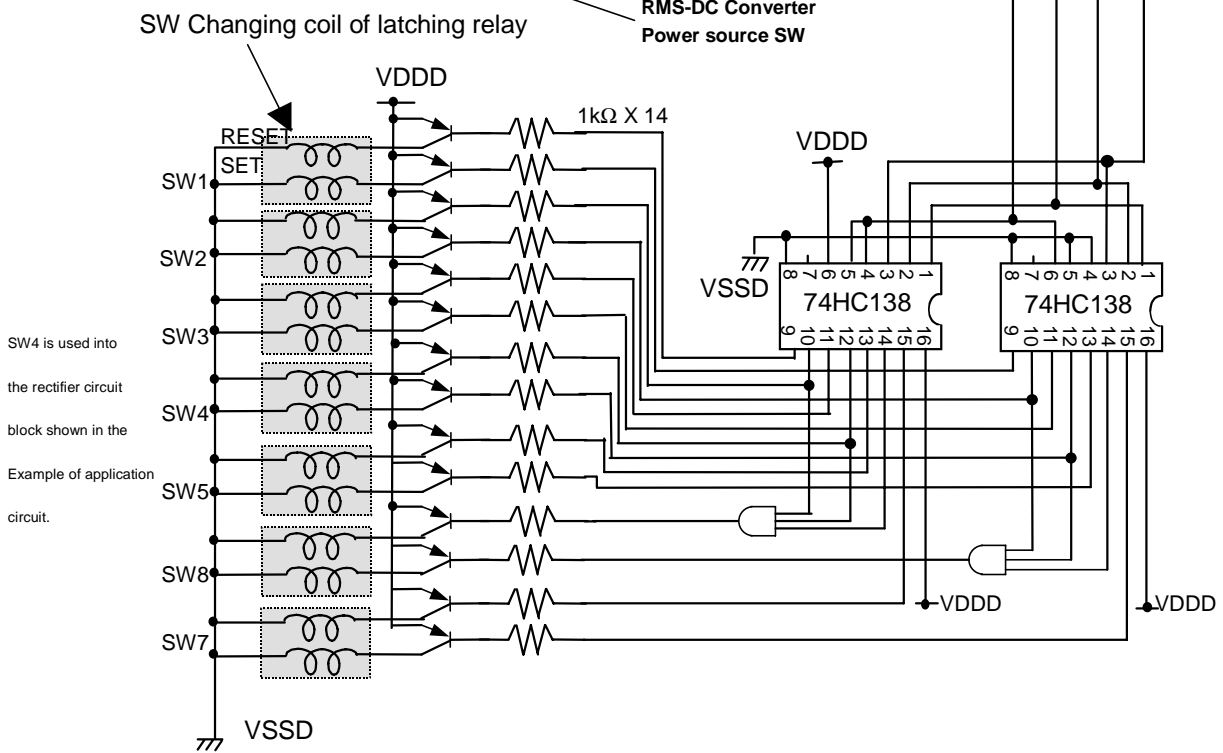 RMS-DC Converter
Power source SW
SW Changing coil of latching relay
VDDD
1kΩ X 14
VDDD
RESET
SET
SW1
SW2
SW3
SW4
SW5
SW8
SW7
SW4 is used into
the rectifier circuit
block shown in the
Example of application
circuit.
VSSD
8 7 6 5 4 3 2 1
74HC138
9 10 11 12 13 14 15 16
8 7 6 5 4 3 2 1
74HC138
9 10 11 12 13 14 15 16
VDDD
VDDD
VSSD